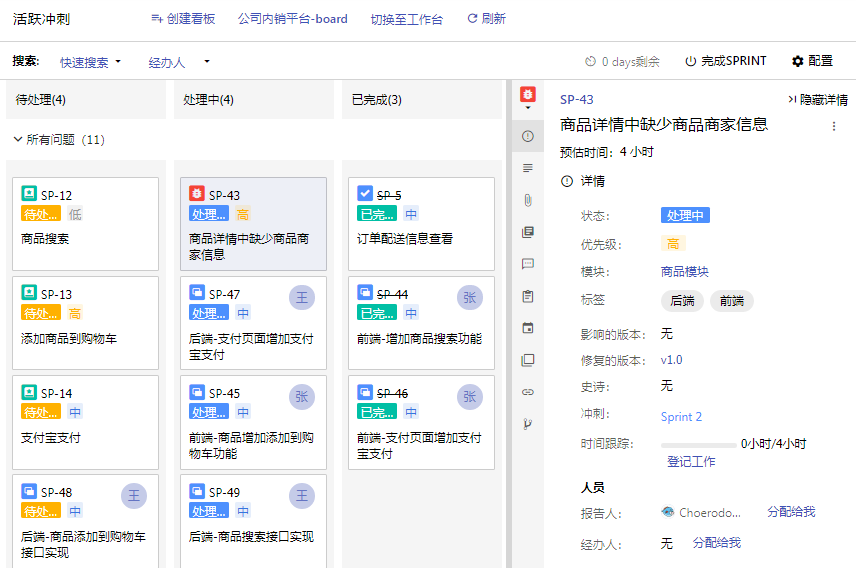 活跃冲刺
创建看板
公司内销平台-board
切换至工作台
刷新
搜索:
快速搜索
经办人
0 days剩余
完成SPRINT
配置
待处理(4)
处理中(4)
已完成(3)
所有问题 (11)
SP-12
待处... 低
商品搜索
SP-13
待处... 高
添加商品到购物车
SP-14
待处... 中
支付宝支付
SP-48
王
待处... 中
后端-商品添加到购物车
接口实现
SP-43
处理... 高
商品详情中缺少商品商
家信息
SP-47
王
处理... 中
后端-支付页面增加支付
宝支付
SP-45
张
处理... 中
前端-商品增加添加到购
物车功能
SP-49
王
处理... 中
后端-商品搜索接口实现
SP-5
已完... 中
订单配送信息查看
SP-44
张
已完... 中
前端-增加商品搜索功能
SP-46
张
已完... 中
前端-支付页面增加支付
宝支付
SP-43
隐藏详情
商品详情中缺少商品商家信息
预估时间: 4 小时
详情
状态: 处理中
优先级: 高
模块: 商品模块
标签 后端 前端
影响的版本: 无
修复的版本: v1.0
史诗: 无
冲刺: Sprint 2
时间跟踪: 0小时/4小时
登记工作
人员
报告人: Choerodo... 分配给我
经办人: 无 分配给我